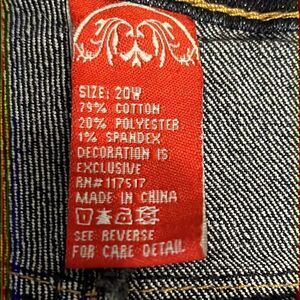 SIZE: 20W
79% COTTON
20% POLYESTER
1% SPANDEX
DECORATION IS
EXCLUSIVE
RN#117517
MADE IN CHINA
SEE REVERSE
FOR CARE DETAIL